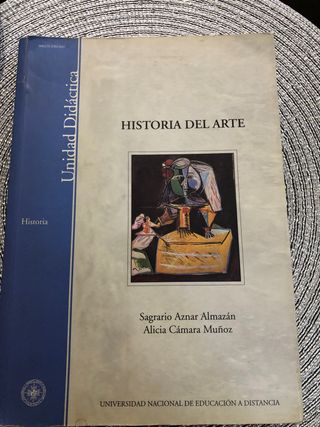 Unidad Didáctica
HISTORIA DEL ARTE
Historia
Sagrario Aznar Almazán
Alicia Cámara Muñoz
UNIVERSIDAD NACIONAL DE EDUCACIÓN A DISTANCIA